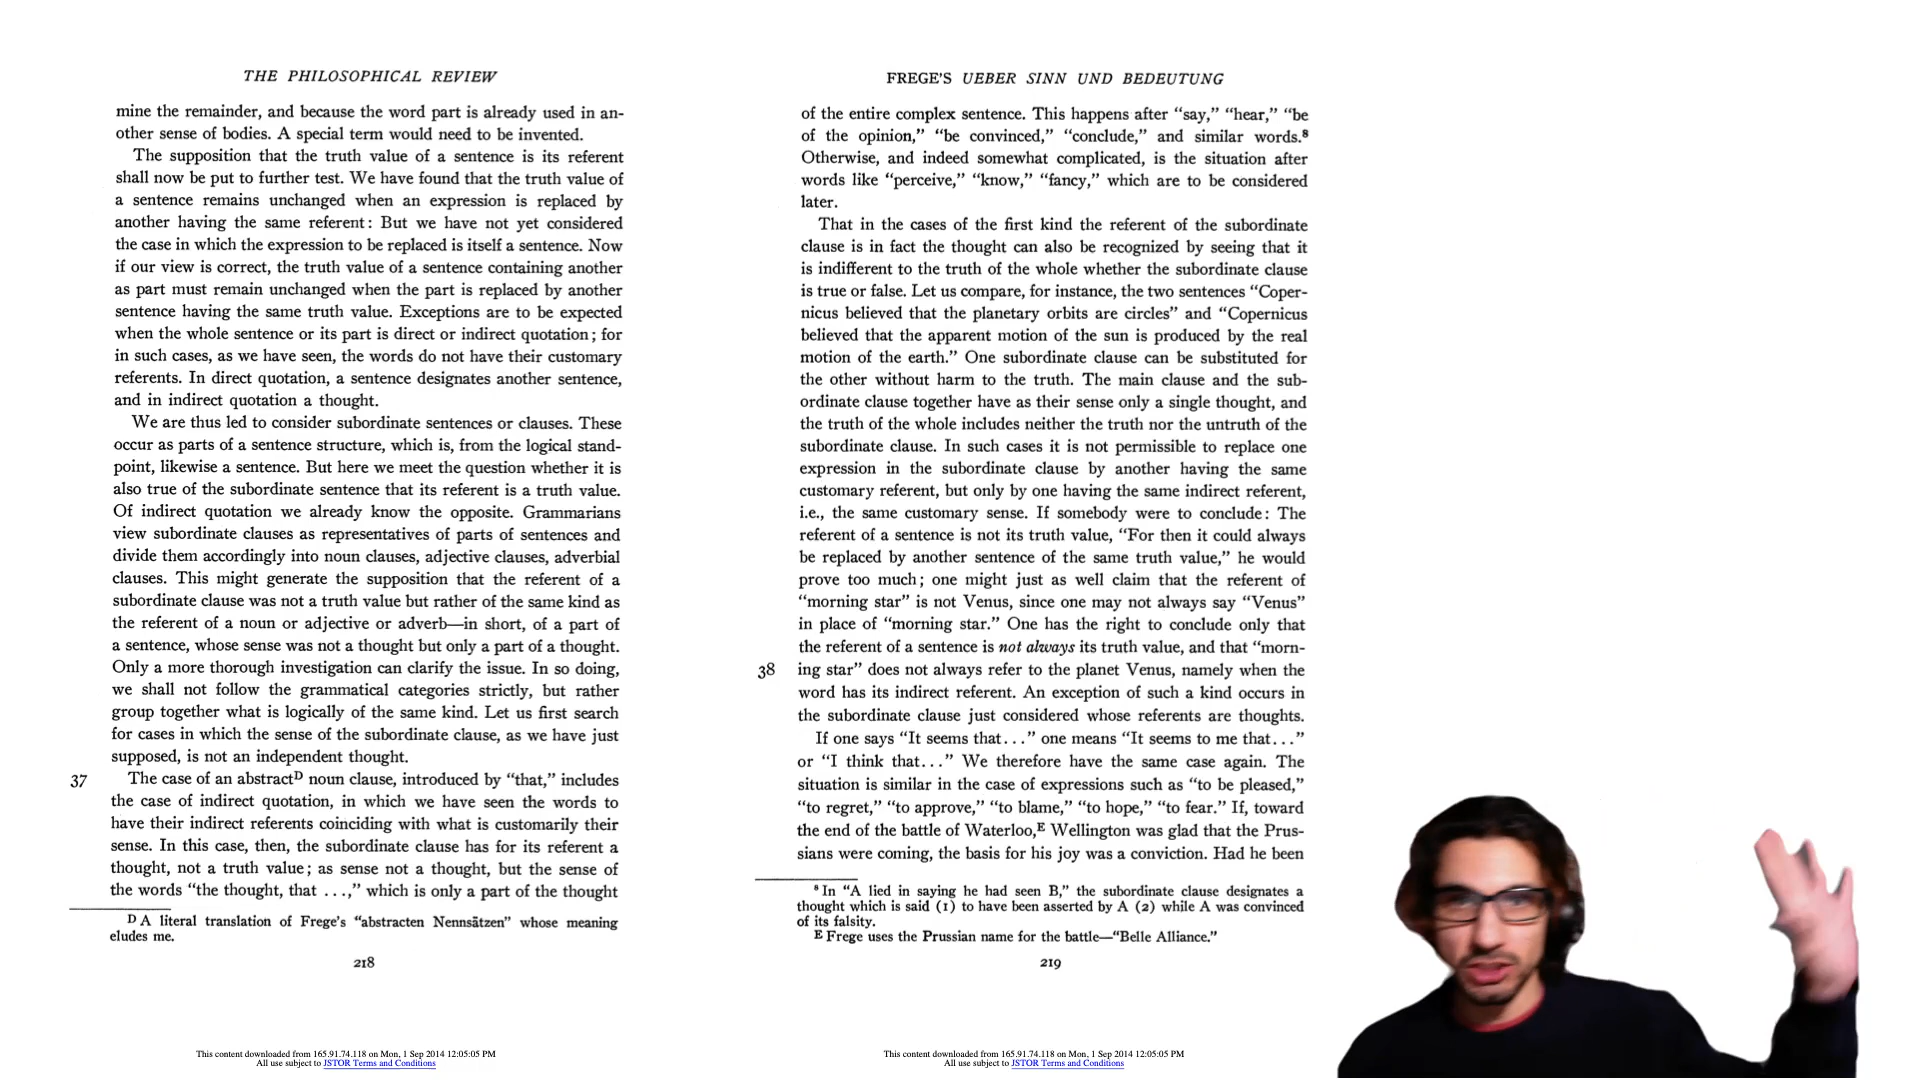 THE PHILOSOPHICAL REVIEW
mine the remainder, and because the word part is already used in an-
other sense of bodies. A special term would need to be invented.
The supposition that the truth value of a sentence is its referent
shall now be put to further test. We have found that the truth value of
a sentence remains unchanged when an expression is replaced by
another having the same referent: But we have not yet considered
the case in which the expression to be replaced is itself a sentence. Now
if our view is correct, the truth value of a sentence containing another
as part must remain unchanged when the part is replaced by another
sentence having the same truth value. Exceptions are to be expected
when the whole sentence or its part is direct or indirect quotation; for
in such cases, as we have seen, the words do not have their customary
referents. In direct quotation, a sentence designates another sentence,
and in indirect quotation a thought.
We are thus led to consider subordinate sentences or clauses. These
occur as parts of a sentence structure, which is, from the logical stand-
point, likewise a sentence. But here we meet the question whether it is
also true of the subordinate sentence that its referent is a truth value.
Of indirect quotation we already know the opposite. Grammarians
view subordinate clauses as representatives of parts of sentences and
divide them accordingly into noun clauses, adjective clauses, adverbial
clauses. This might generate the supposition that the referent of a
subordinate clause was not a truth value but rather of the same kind as
the referent of a noun or adjective or adverb—in short, of a part of
a sentence, whose sense was not a thought but only a part of a thought.
Only a more thorough investigation can clarify the issue. In so doing,
we shall not follow the grammatical categories strictly, but rather
group together what is logically of the same kind. Let us first search
for cases in which the sense of the subordinate clause, as we have just
supposed, is not an independent thought.
37 The case of an abstractᴰ noun clause, introduced by “that,” includes
the case of indirect quotation, in which we have seen the words to
have their indirect referents coinciding with what is customarily their
sense. In this case, then, the subordinate clause has for its referent a
thought, not a truth value; as sense not a thought, but the sense of
the words “the thought, that ...,” which is only a part of the thought
ᴰ A literal translation of Frege’s “abstracten Nennsätzen” whose meaning
eludes me.
218
This content downloaded from 165.91.74.118 on Mon, 1 Sep 2014 12:05:05 PM
All use subject to JSTOR Terms and Conditions
FREGE’S UEBER SINN UND BEDEUTUNG
of the entire complex sentence. This happens after “say,” “hear,” “be
of the opinion,” “be convinced,” “conclude,” and similar words.⁸
Otherwise, and indeed somewhat complicated, is the situation after
words like “perceive,” “know,” “fancy,” which are to be considered
later.
That in the cases of the first kind the referent of the subordinate
clause is in fact the thought can also be recognized by seeing that it
is indifferent to the truth of the whole whether the subordinate clause
is true or false. Let us compare, for instance, the two sentences “Coper-
nicus believed that the planetary orbits are circles” and “Copernicus
believed that the apparent motion of the sun is produced by the real
motion of the earth.” One subordinate clause can be substituted for
the other without harm to the truth. The main clause and the sub-
ordinate clause together have as their sense only a single thought, and
the truth of the whole includes neither the truth nor the untruth of the
subordinate clause. In such cases it is not permissible to replace one
expression in the subordinate clause by another having the same
customary referent, but only by one having the same indirect referent,
i.e., the same customary sense. If somebody were to conclude: The
referent of a sentence is not its truth value, “For then it could always
be replaced by another sentence of the same truth value,” he would
prove too much; one might just as well claim that the referent of
“morning star” is not Venus, since one may not always say “Venus”
in place of “morning star.” One has the right to conclude only that
the referent of a sentence is not always its truth value, and that “morn-
38 ing star” does not always refer to the planet Venus, namely when the
word has its indirect referent. An exception of such a kind occurs in
the subordinate clause just considered whose referents are thoughts.
If one says “It seems that...” one means “It seems to me that...”
or “I think that...” We therefore have the same case again. The
situation is similar in the case of expressions such as “to be pleased,”
“to regret,” “to approve,” “to blame,” “to hope,” “to fear.” If, toward
the end of the battle of Waterloo,ᴱ Wellington was glad that the Prus-
sians were coming, the basis for his joy was a conviction. Had he been
⁸ In “A lied in saying he had seen B,” the subordinate clause designates a
thought which is said (1) to have been asserted by A (2) while A was convinced
of its falsity.
ᴱ Frege uses the Prussian name for the battle—“Belle Alliance.”
219
This content downloaded from 165.91.74.118 on Mon, 1 Sep 2014 12:05:05 PM
All use subject to JSTOR Terms and Conditions